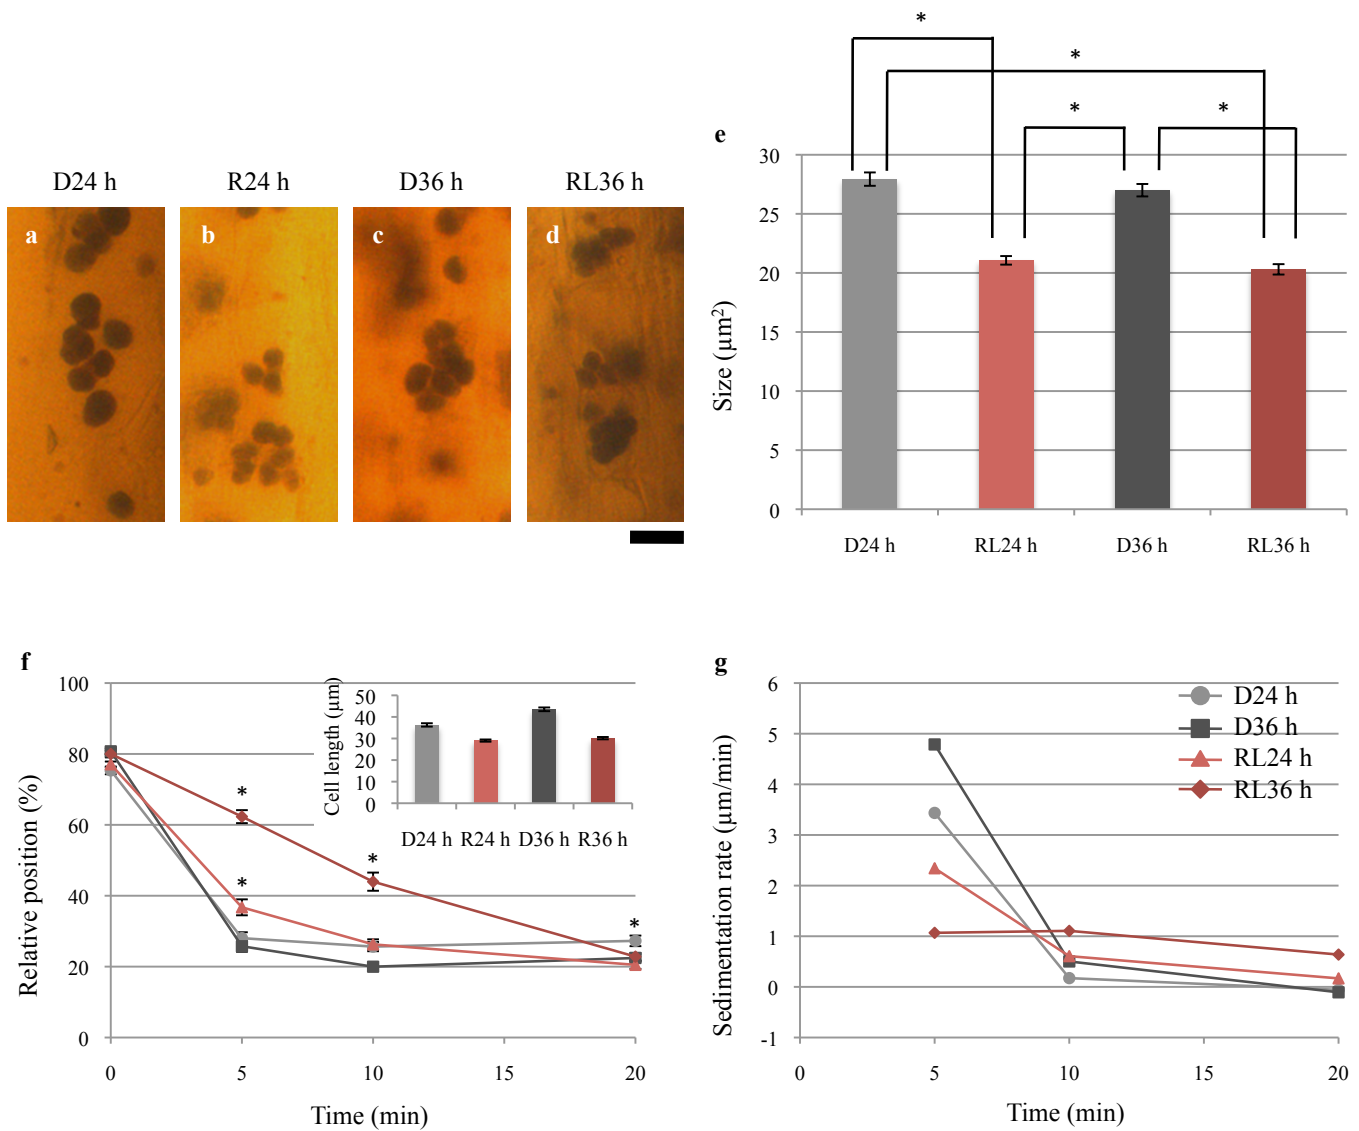 D24 h
R24 h
D36 h
RL36 h
a
b
c
d
e
*
*
*
*
30
25
20
15
10
5
0
Size (μm²)
D24 h
RL24 h
D36 h
RL36 h
f
100
80
60
40
20
0
Relative position (%)
0
5
10
15
20
Time (min)
*
*
*
*
50
40
30
20
10
0
Cell length (μm)
D24 h
R24 h
D36 h
R36 h
g
6
5
4
3
2
1
0
-1
Sedimentation rate (μm/min)
0
5
10
15
20
Time (min)
D24 h
D36 h
RL24 h
RL36 h